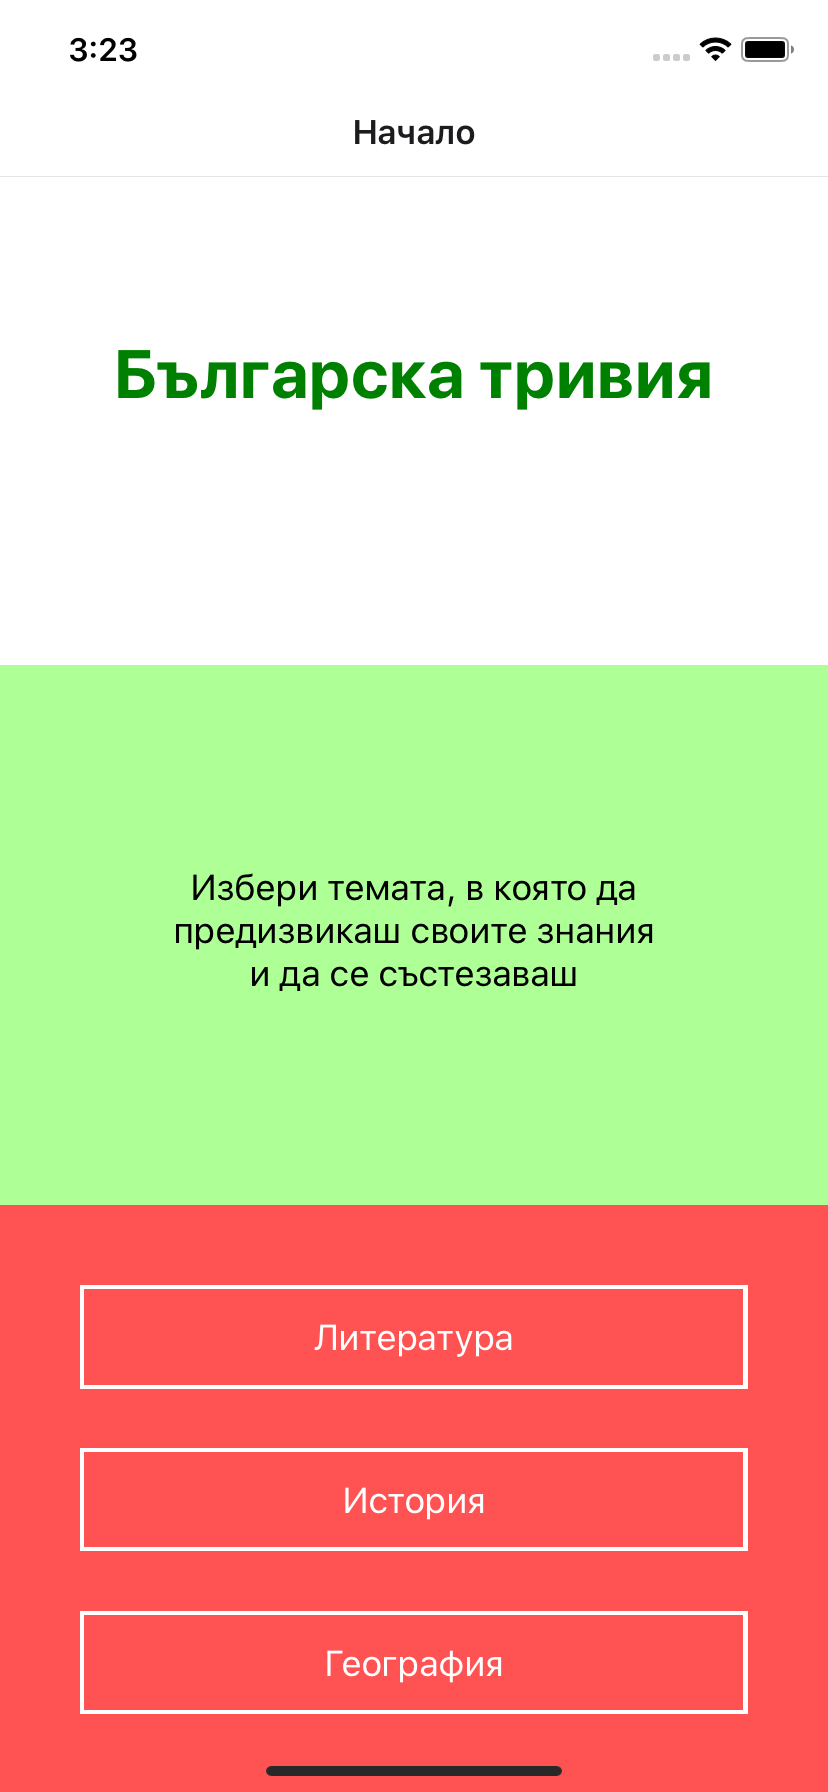 3:23
Начало
Българска тривия
Избери темата, в която да
предизвикаш своите знания
и да се състезаваш
Литература
История
География